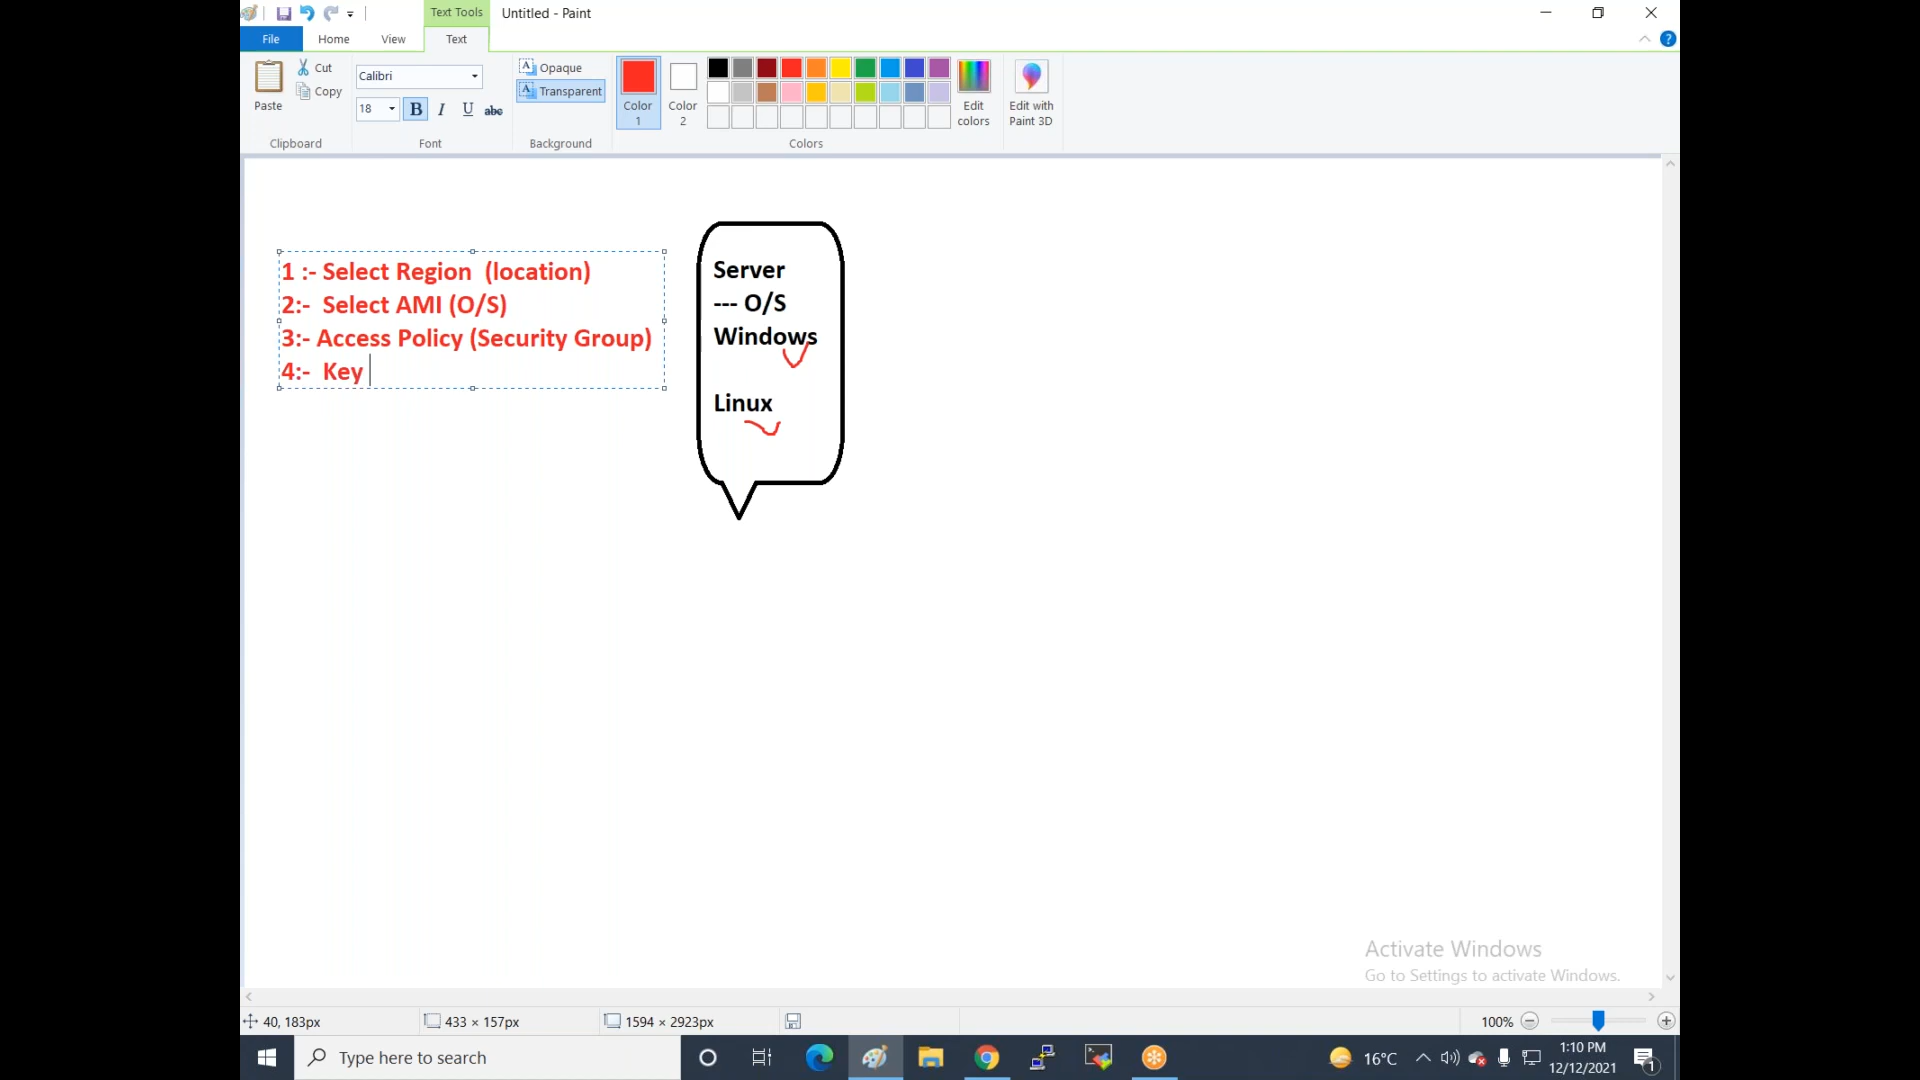 Text Tools
Untitled - Paint
File
Home
View
Text
Paste
Cut
Copy
Clipboard
Calibri
18
B I U abc
Font
A Opaque
A Transparent
Background
Color 1
Color 2
Edit colors
Colors
Edit with Paint 3D
1 :- Select Region (location)
2:- Select AMI (O/S)
3:- Access Policy (Security Group)
4:- Key
Server
--- O/S
Windows
Linux
Activate Windows
Go to Settings to activate Windows.
40, 183px
433 × 157px
1594 × 2923px
100%
Type here to search
16°C
1:10 PM
12/12/2021
1